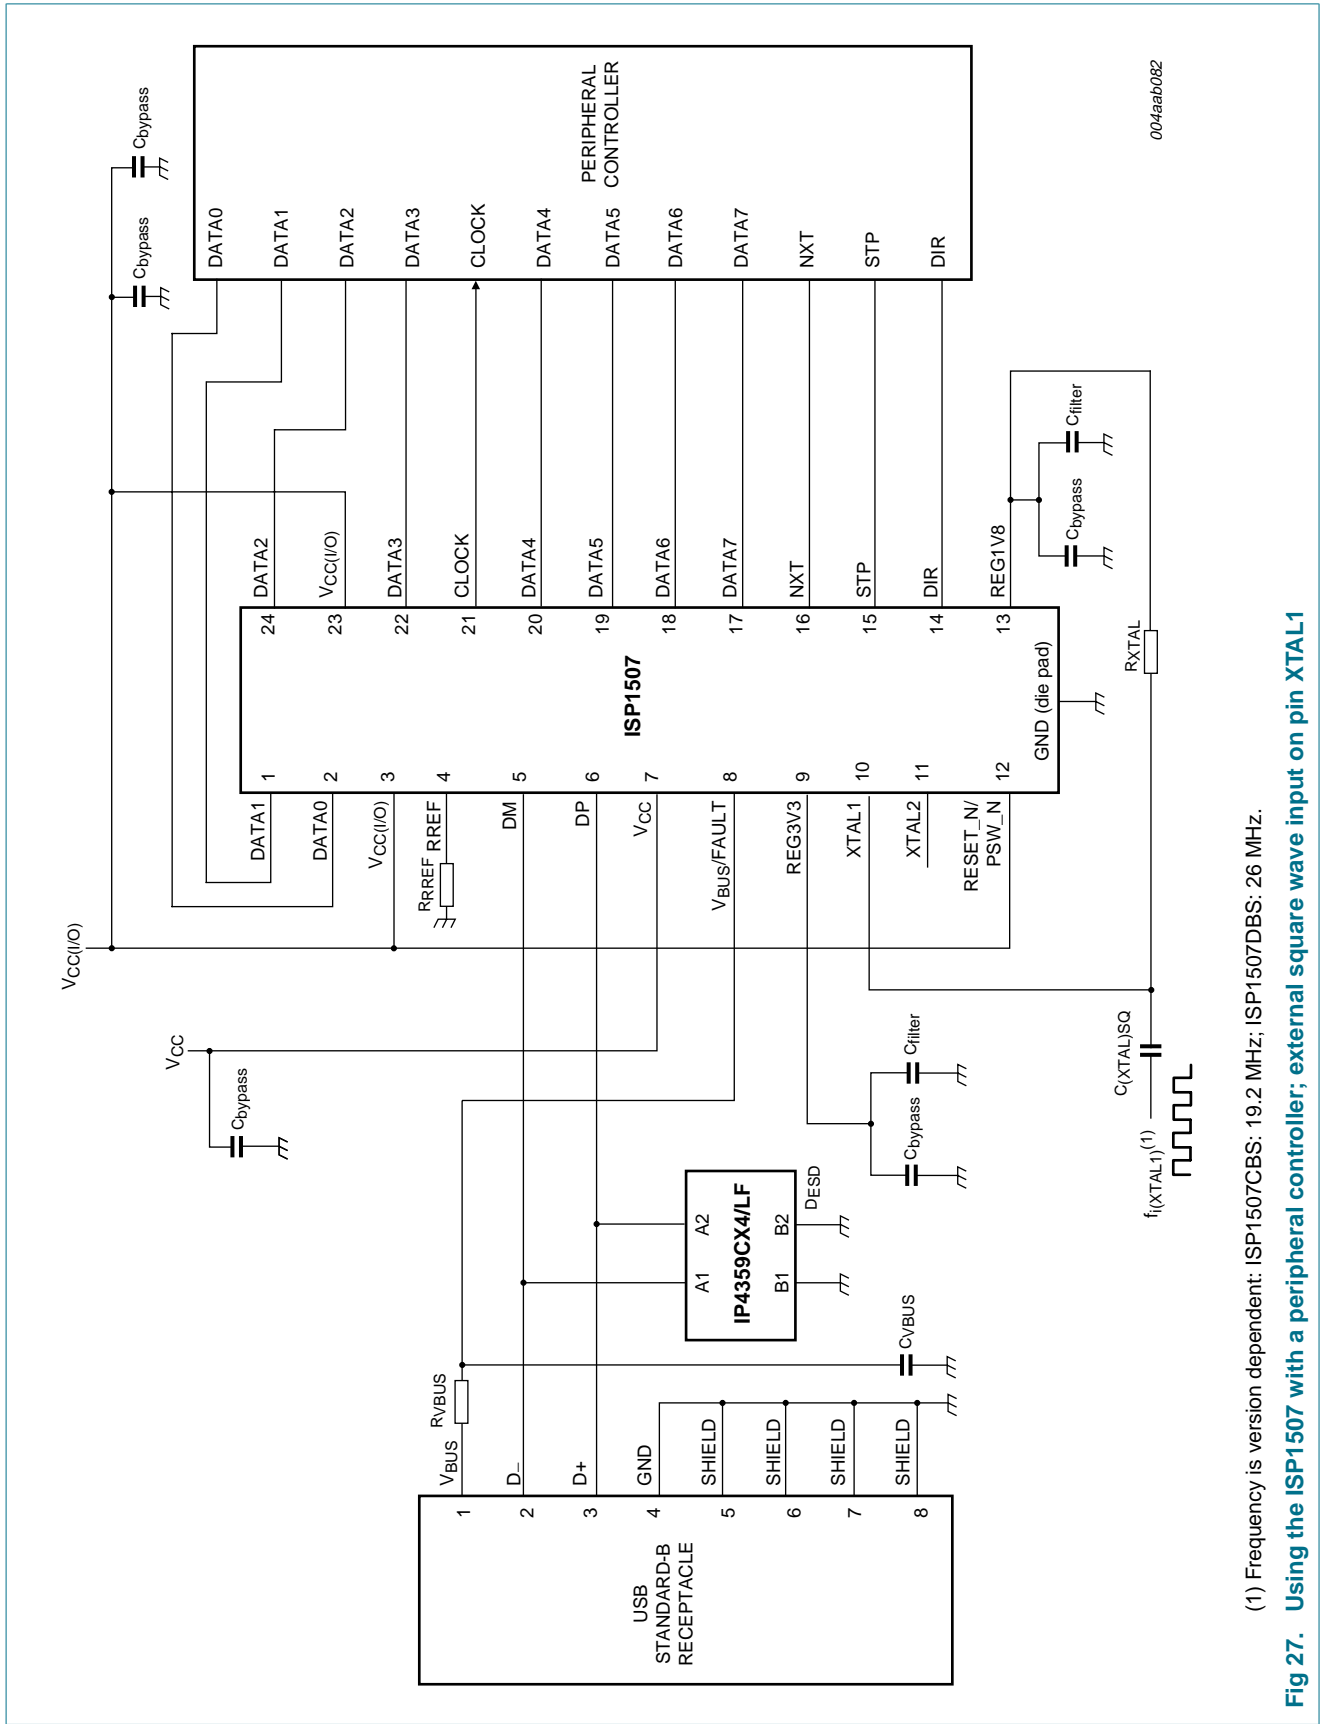 VCC(I/O)
VCC
Cbypass
Cbypass
Cbypass
USB
STANDARD-B
RECEPTACLE
1
2
3
4
5
6
7
8
VBUS
D−
D+
GND
SHIELD
SHIELD
SHIELD
SHIELD
RVBUS
CVBUS
IP4359CX4/LF
A1
A2
B1
B2
DESD
Cbypass
Cfilter
RRREF
DATA1
DATA0
VCC(I/O)
RREF
DM
DP
VCC
VBUS/FAULT
REG3V3
XTAL1
XTAL2
RESET_N/
PSW_N
1
2
3
4
5
6
7
8
9
10
11
12
ISP1507
GND (die pad)
24
23
22
21
20
19
18
17
16
15
14
13
DATA2
VCC(I/O)
DATA3
CLOCK
DATA4
DATA5
DATA6
DATA7
NXT
STP
DIR
REG1V8
Cbypass
Cfilter
RXTAL
C(XTAL)SQ
fi(XTAL1)(1)
DATA0
DATA1
DATA2
DATA3
CLOCK
DATA4
DATA5
DATA6
DATA7
NXT
STP
DIR
PERIPHERAL
CONTROLLER
004aab082
(1) Frequency is version dependent: ISP1507CBS: 19.2 MHz; ISP1507DBS: 26 MHz.
Fig 27. Using the ISP1507 with a peripheral controller; external square wave input on pin XTAL1